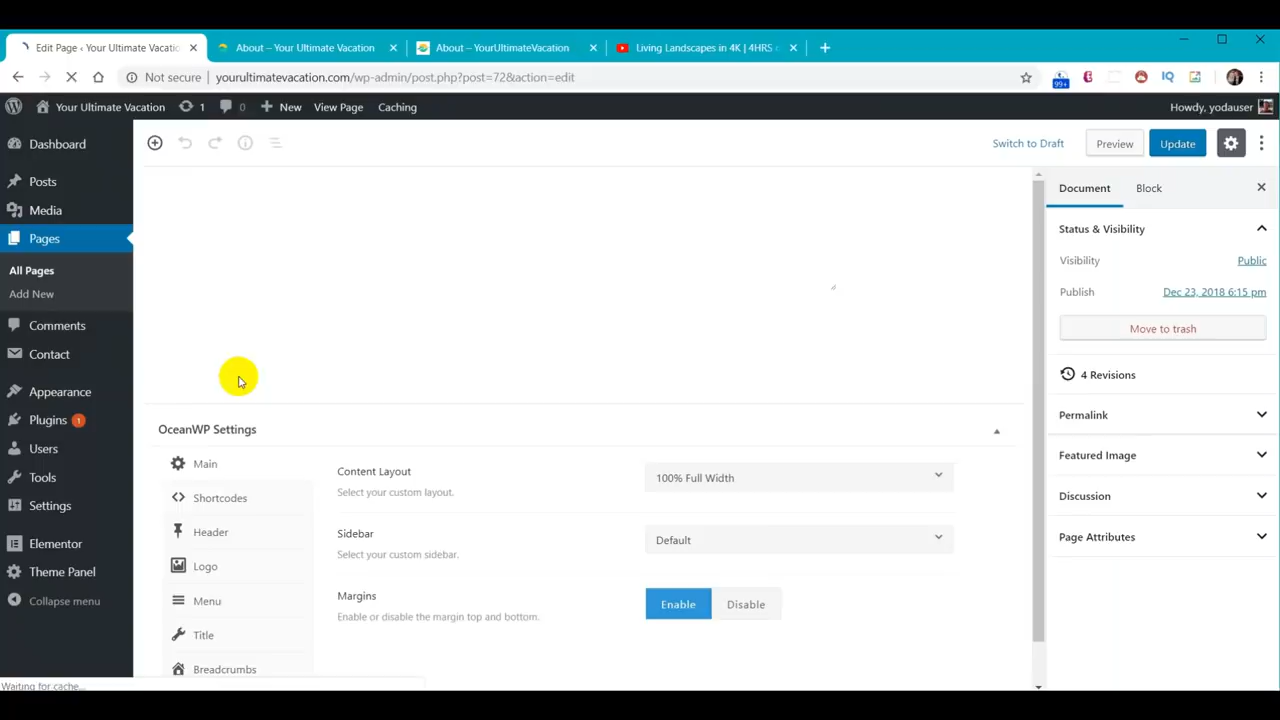 Edit Page ‹ Your Ultimate Vacatic
About – Your Ultimate Vacation
About – YourUltimateVacation
Living Landscapes in 4K | 4HRS
Not secure
yourultimatevacation.com/wp-admin/post.php?post=72&action=edit
99+
IQ
Your Ultimate Vacation
1
0
New
View Page
Caching
Howdy, yodauser
Dashboard
Posts
Media
Pages
All Pages
Add New
Comments
Contact
Appearance
Plugins 1
Users
Tools
Settings
Elementor
Theme Panel
Collapse menu
Switch to Draft
Preview
Update
Document
Block
Status & Visibility
Visibility
Public
Publish
Dec 23, 2018 6:15 pm
Move to trash
4 Revisions
Permalink
Featured Image
Discussion
Page Attributes
OceanWP Settings
Main
Shortcodes
Header
Logo
Menu
Title
Breadcrumbs
Content Layout
Select your custom layout.
100% Full Width
Sidebar
Select your custom sidebar.
Default
Margins
Enable or disable the margin top and bottom.
Enable
Disable
Waiting for cache...